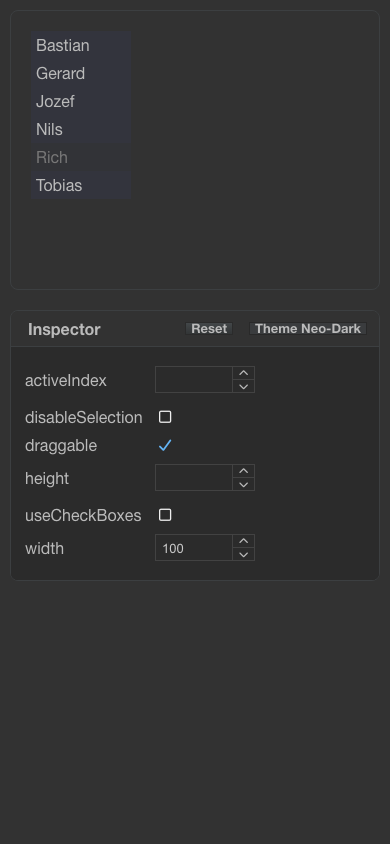 Bastian
Gerard
Jozef
Nils
Rich
Tobias
Inspector Reset Theme Neo-Dark
activeIndex
disableSelection
draggable
height
useCheckBoxes
width 100